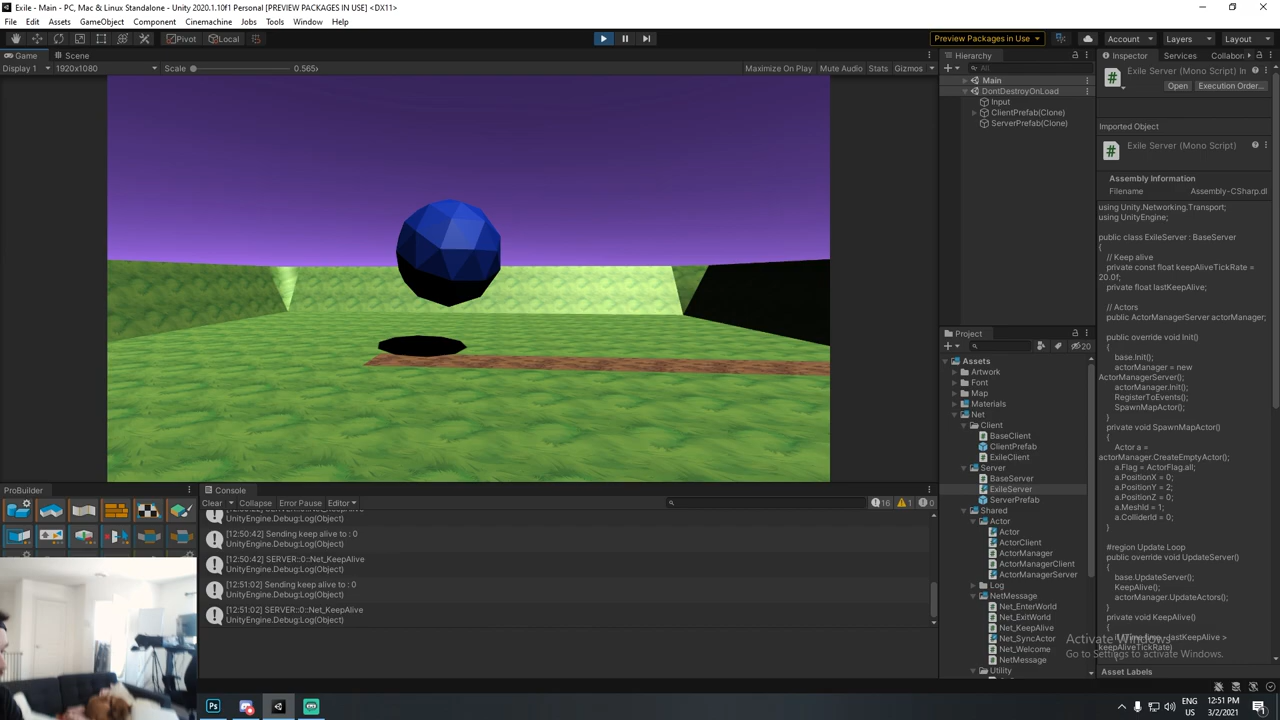 Exile - Main - PC, Mac & Linux Standalone - Unity 2020.1.10f1 Personal [PREVIEW PACKAGES IN USE] <DX11>
File Edit Assets GameObject Component Cinemachine Jobs Tools Window Help
Pivot Local Preview Packages in Use Account Layers Layout
Game Scene
Display 1 1920x1080 Scale 0.565x Maximize On Play Mute Audio Stats Gizmos
Hierarchy
All
Main
DontDestroyOnLoad
Input
ClientPrefab(Clone)
ServerPrefab(Clone)
Inspector Services Collabor
Exile Server (Mono Script) In
Open Execution Order...
Imported Object
Exile Server (Mono Script)
Assembly Information
Filename Assembly-CSharp.dl
using Unity.Networking.Transport;
using UnityEngine;
public class ExileServer : BaseServer
{
// Keep alive
private const float keepAliveTickRate =
20.0f;
private float lastKeepAlive;
// Actors
public ActorManagerServer actorManager;
public override void Init()
{
base.Init();
actorManager = new
ActorManagerServer();
actorManager.Init();
RegisterToEvents();
SpawnMapActor();
}
private void SpawnMapActor()
{
Actor a =
actorManager.CreateEmptyActor();
a.Flag = ActorFlag.all;
a.PositionX = 0;
a.PositionY = 2;
a.PositionZ = 0;
a.MeshId = 1;
a.ColliderId = 0;
}
#region Update Loop
public override void UpdateServer()
{
base.UpdateServer();
KeepAlive();
actorManager.UpdateActors();
}
private void KeepAlive()
{
keepAliveTickRate)
Asset Labels
Project
20
Assets
Artwork
Font
Map
Materials
Net
Client
BaseClient
ClientPrefab
ExileClient
Server
BaseServer
ExileServer
ServerPrefab
Shared
Actor
Actor
ActorClient
ActorManager
ActorManagerClient
ActorManagerServer
Log
NetMessage
Net_EnterWorld
Net_ExitWorld
Net_KeepAlive
Net_SyncActor
Net_Welcome
NetMessage
Utility
ProBuilder
Console
Clear Collapse Error Pause Editor 16 1 0
UnityEngine.Debug:Log(Object)
[12:50:42] Sending keep alive to : 0
UnityEngine.Debug:Log(Object)
[12:50:42] SERVER::0::Net_KeepAlive
UnityEngine.Debug:Log(Object)
[12:51:02] Sending keep alive to : 0
UnityEngine.Debug:Log(Object)
[12:51:02] SERVER::0::Net_KeepAlive
UnityEngine.Debug:Log(Object)
Activate Windows
Go to Settings to activate Windows.
Ps
ENG
US
12:51 PM
3/2/2021